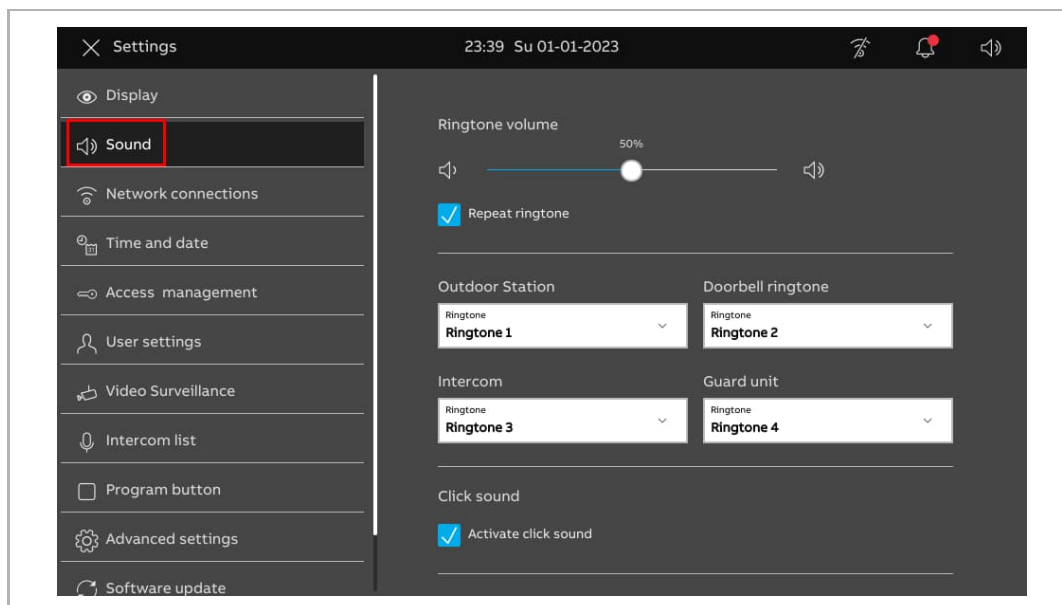 Settings
23:39 Su 01-01-2023
Display
Sound
Network connections
Time and date
31
Access management
User settings
Video Surveillance
Intercom list
Program button
Advanced settings
Software update
Ringtone volume
50%
Repeat ringtone
Outdoor Station
Doorbell ringtone
Ringtone
Ringtone 1
Ringtone
Ringtone 2
Intercom
Guard unit
Ringtone
Ringtone 3
Ringtone
Ringtone 4
Click sound
Activate click sound